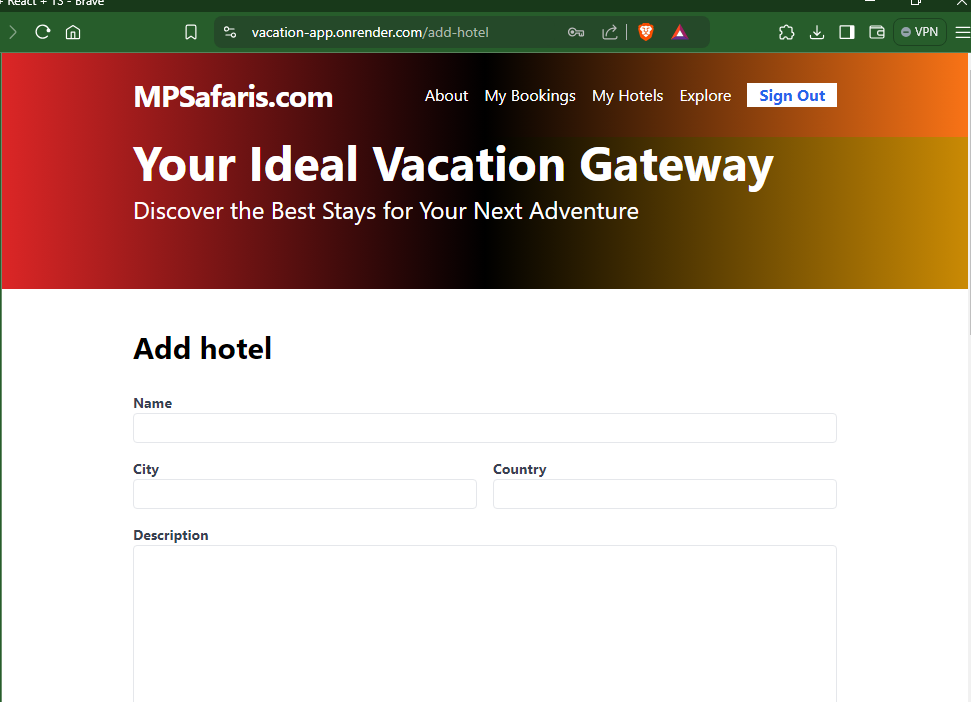 + React + TS - Brave
vacation-app.onrender.com/add-hotel
VPN
MPSafaris.com
About My Bookings My Hotels Explore Sign Out
Your Ideal Vacation Gateway
Discover the Best Stays for Your Next Adventure
Add hotel
Name
City Country
Description